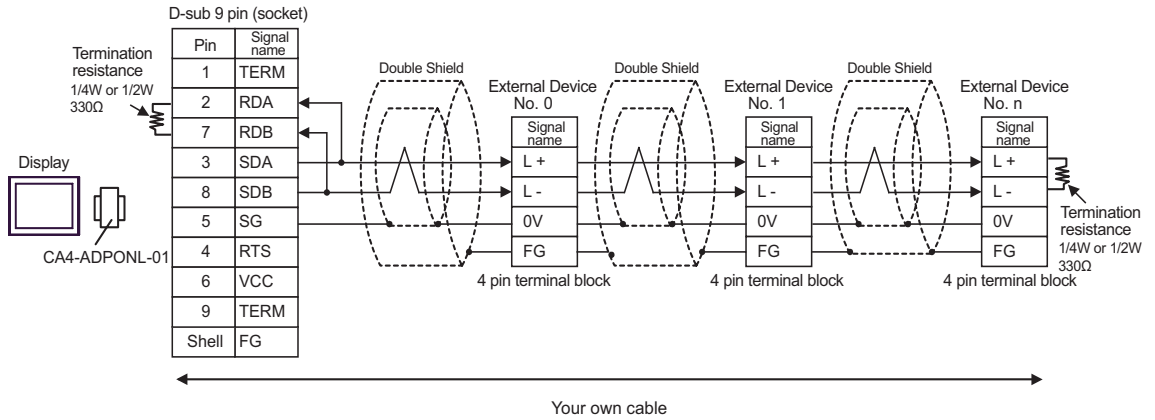 D-sub 9 pin (socket)
Pin Signal name
1 TERM
2 RDA
7 RDB
3 SDA
8 SDB
5 SG
4 RTS
6 VCC
9 TERM
Shell FG
Termination
resistance
1/4W or 1/2W
330Ω
Display
CA4-ADPONL-01
Double Shield
External Device
No. 0
Signal
name
L +
L -
0V
FG
4 pin terminal block
Double Shield
External Device
No. 1
Signal
name
L +
L -
0V
FG
4 pin terminal block
Double Shield
External Device
No. n
Signal
name
L +
L -
0V
FG
4 pin terminal block
Termination
resistance
1/4W or 1/2W
330Ω
Your own cable